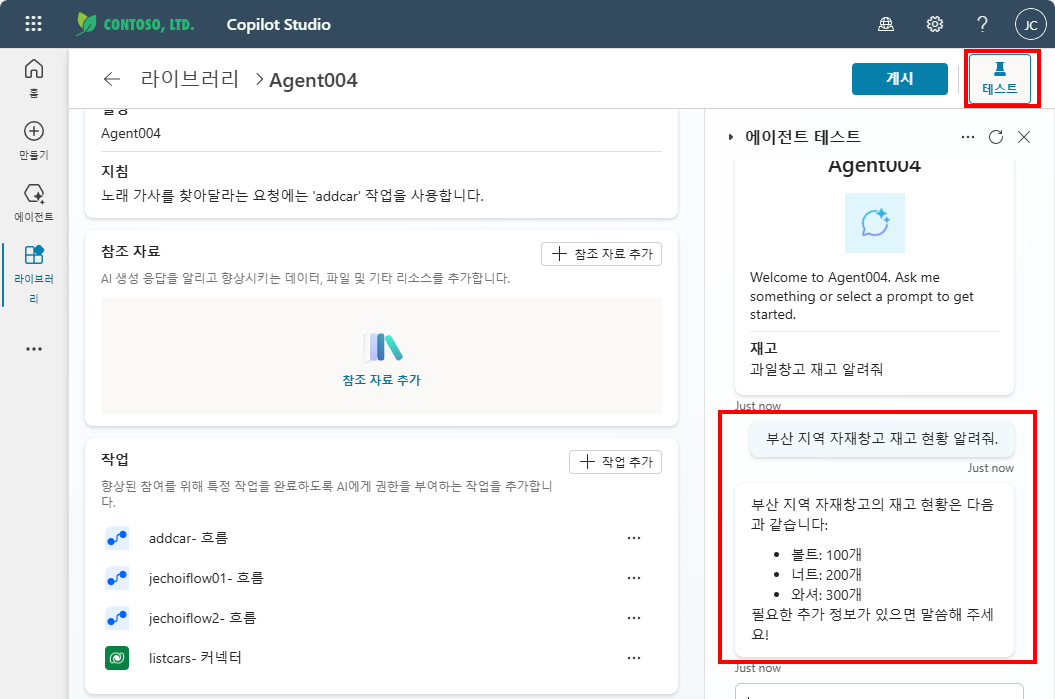 CONTOSO, LTD.
Copilot Studio
JC
홈
만들기
에이전트
라이브러
리
라이브러리
Agent004
게시
테스트
설명
Agent004
지침
노래 가사를 찾아달라는 요청에는 'addcar' 작업을 사용합니다.
참조 자료
참조 자료 추가
AI 생성 응답을 알리고 향상시키는 데이터, 파일 및 기타 리소스를 추가합니다.
참조 자료 추가
작업
작업 추가
향상된 참여를 위해 특정 작업을 완료하도록 AI에게 권한을 부여하는 작업을 추가합니
다.
addcar- 흐름
jechoiflow01- 흐름
jechoiflow2- 흐름
listcars- 커넥터
에이전트 테스트
Agent004
Welcome to Agent004. Ask me
something or select a prompt to get
started.
재고
과일창고 재고 알려줘
Just now
부산 지역 자재창고 재고 현황 알려줘.
Just now
부산 지역 자재창고의 재고 현황은 다음
과 같습니다:
• 볼트: 100개
• 너트: 200개
• 와셔: 300개
필요한 추가 정보가 있으면 말씀해 주세
요!
Just now